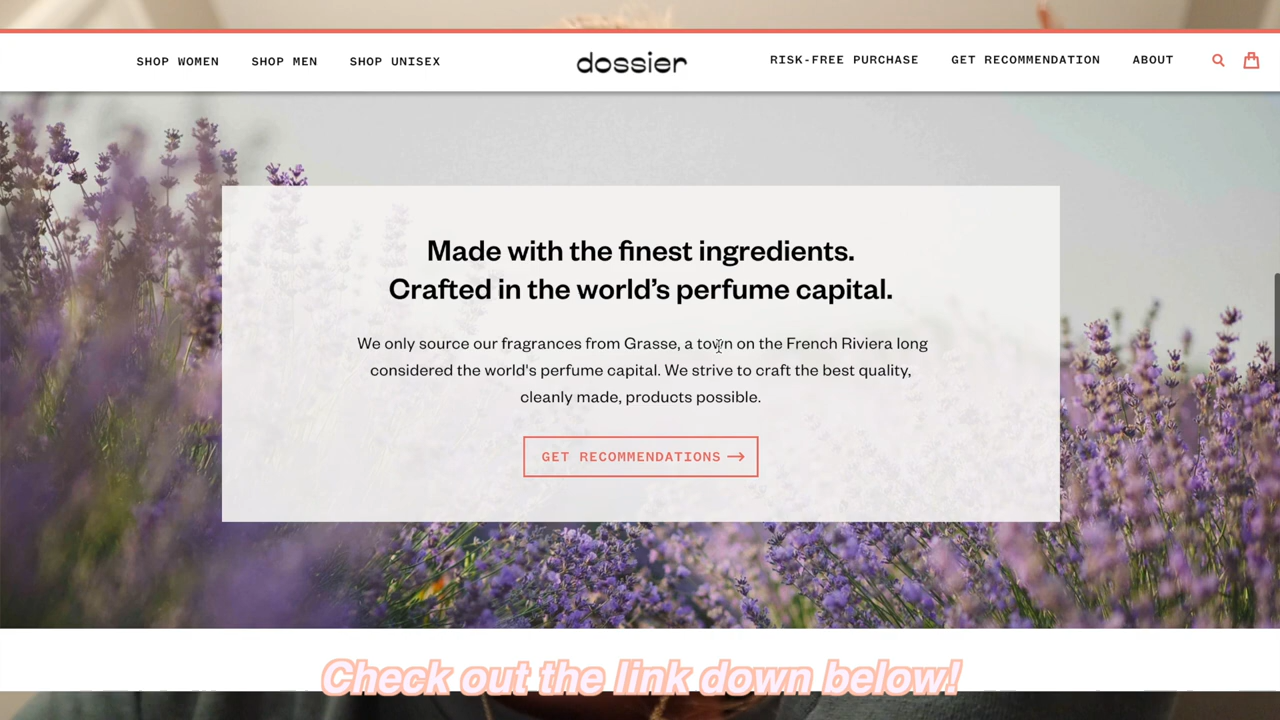 SHOP WOMEN SHOP MEN SHOP UNISEX dossier RISK-FREE PURCHASE GET RECOMMENDATION ABOUT
Made with the finest ingredients.
Crafted in the world’s perfume capital.
We only source our fragrances from Grasse, a town on the French Riviera long
considered the world's perfume capital. We strive to craft the best quality,
cleanly made, products possible.
GET RECOMMENDATIONS →
Check out the link down below!